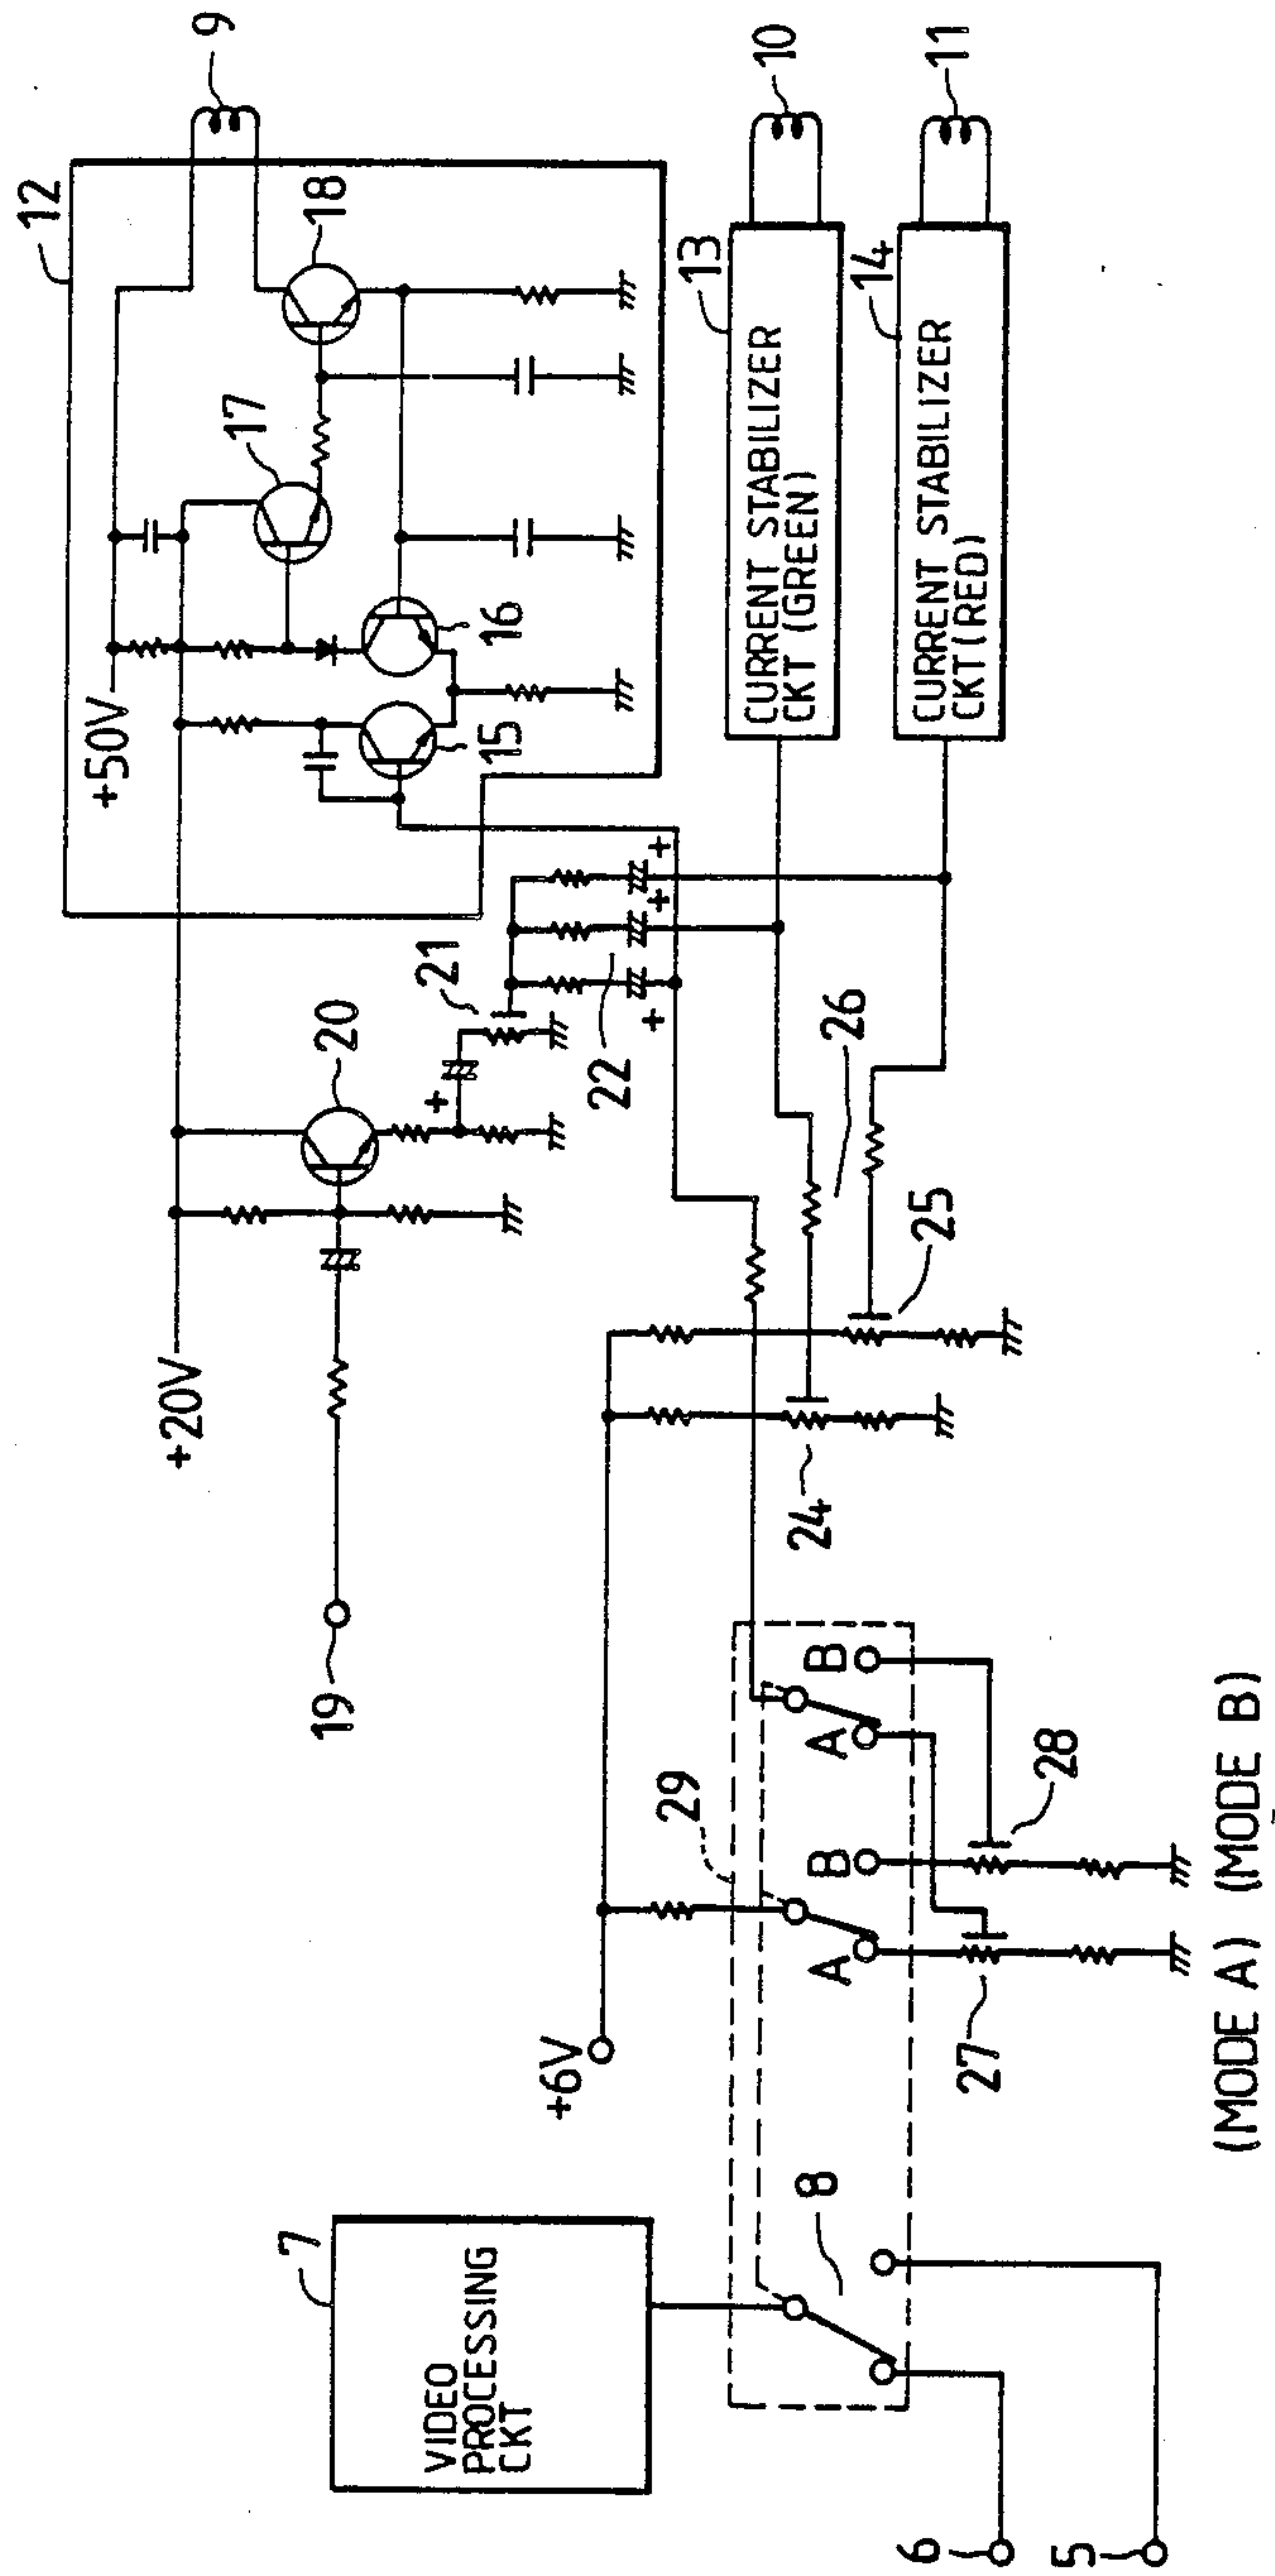 12
9
+50V
17
18
15
16
+20V
20
21
22
19
13
CURRENT STABILIZER
CKT (GREEN)
10
14
CURRENT STABILIZER
CKT(RED)
11
26
25
24
+6V
29
A
B
A
B
27
28
7
VIDEO
PROCESSING
CKT
8
6
5
(MODE A) (MODE B)
+
+
+
+